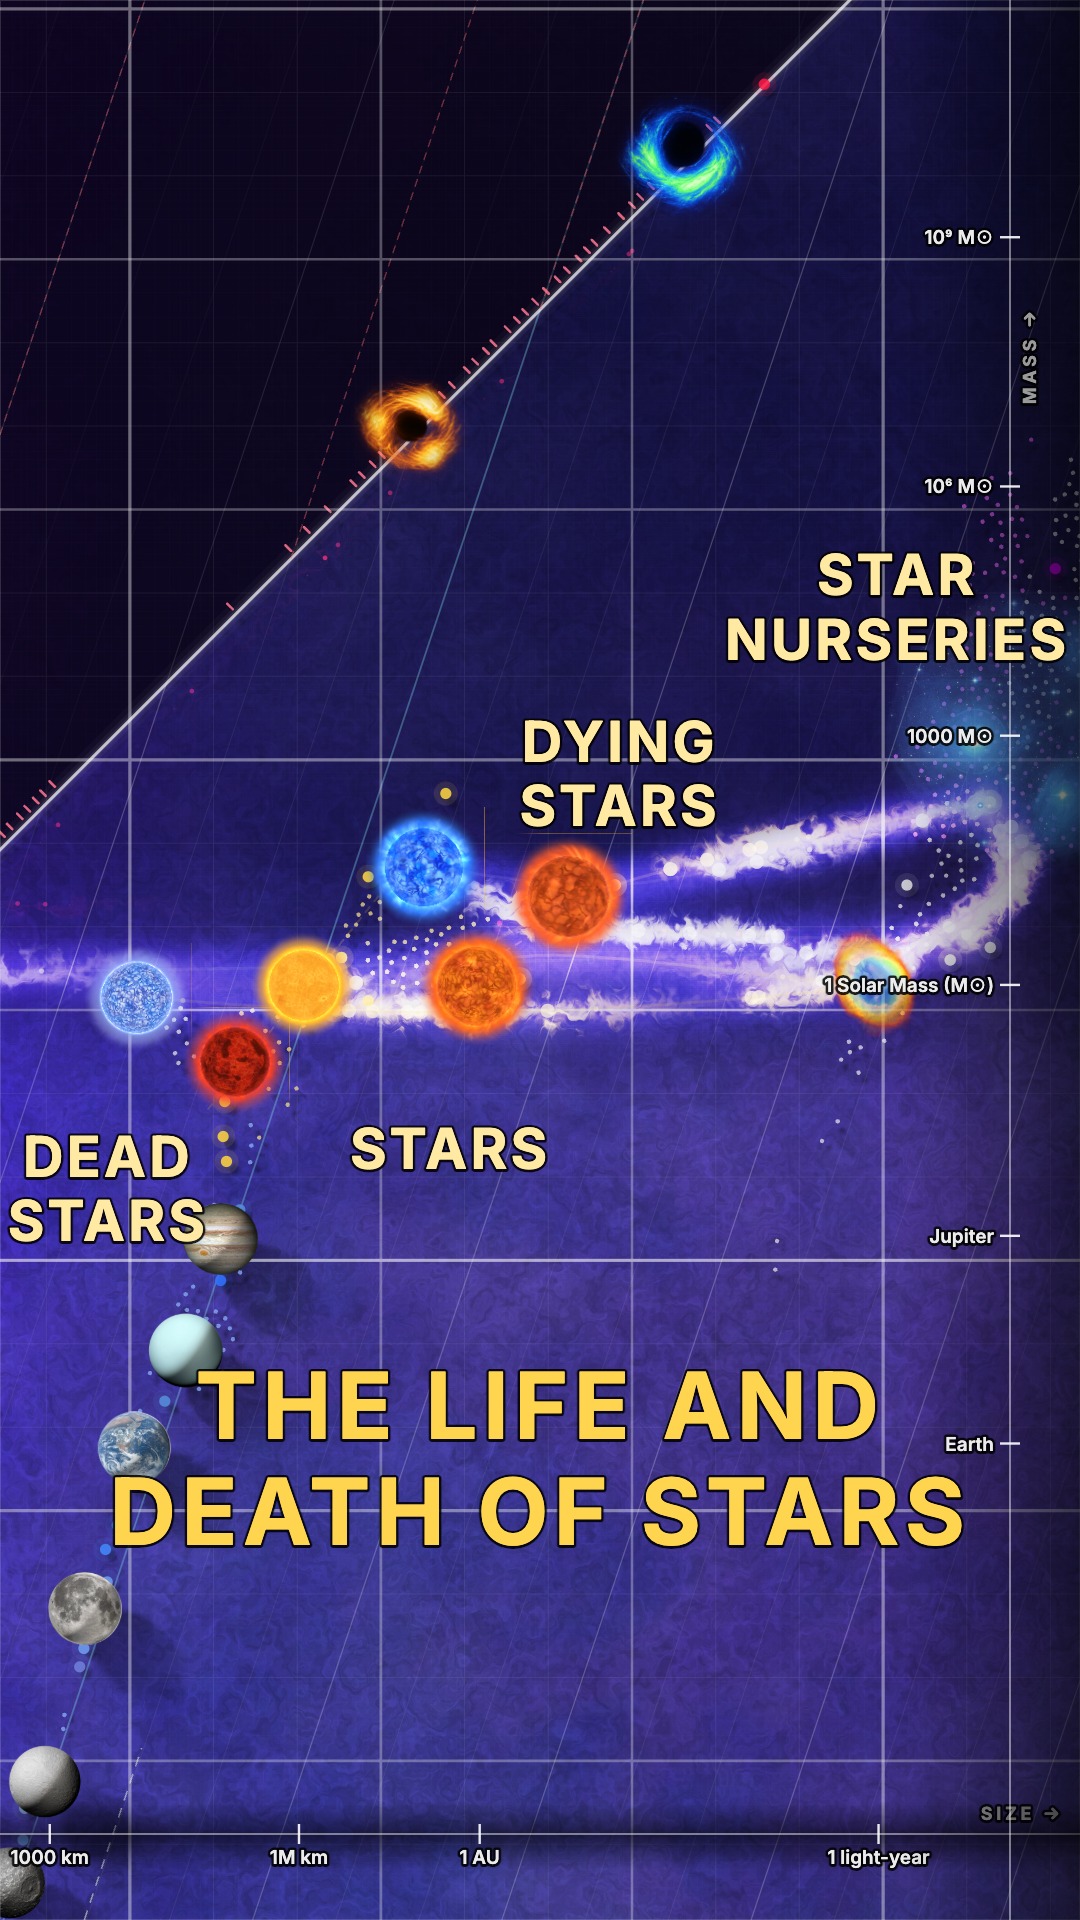 10⁹ M☉
MASS →
10⁶ M☉
STAR
NURSERIES
1000 M☉
DYING
STARS
1 Solar Mass (M☉)
DEAD
STARS
STARS
Jupiter
THE LIFE AND
DEATH OF STARS
Earth
SIZE →
1000 km
1M km
1 AU
1 light-year